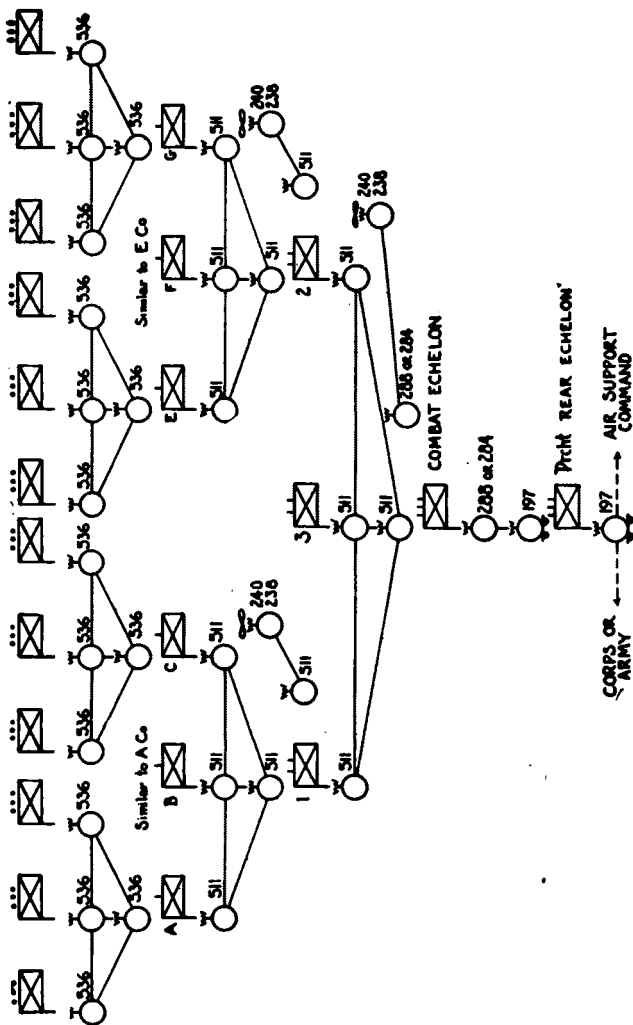 536 536 536 536 536 536 536 536 536 536 536 536
536 Similar to A Co 536 536 Similar to E Co 536
A B C E F G
511 511 511 511 511 511
511 240 511 240
238 238
511 511
1 3 2
511 511 511 240
238
511 288 or 284
COMBAT ECHELON
288 or 284
197
Prcht REAR ECHELON
197
CORPS OR
ARMY
AIR SUPPORT
COMMAND